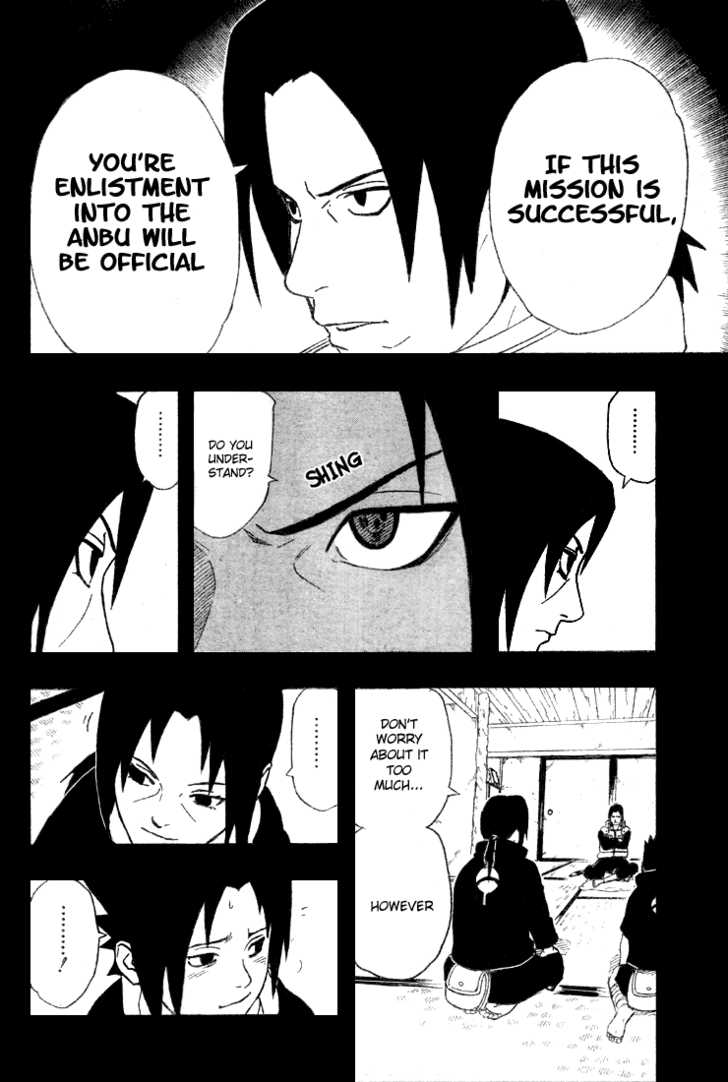 IF THIS
MISSION IS
SUCCESSFUL,
YOU'RE
ENLISTMENT
INTO THE
ANBU WILL
BE OFFICIAL
.........
SHING
DO YOU
UNDER-
STAND?
.........
DON'T
WORRY
ABOUT IT
TOO
MUCH...
HOWEVER
.........
.........